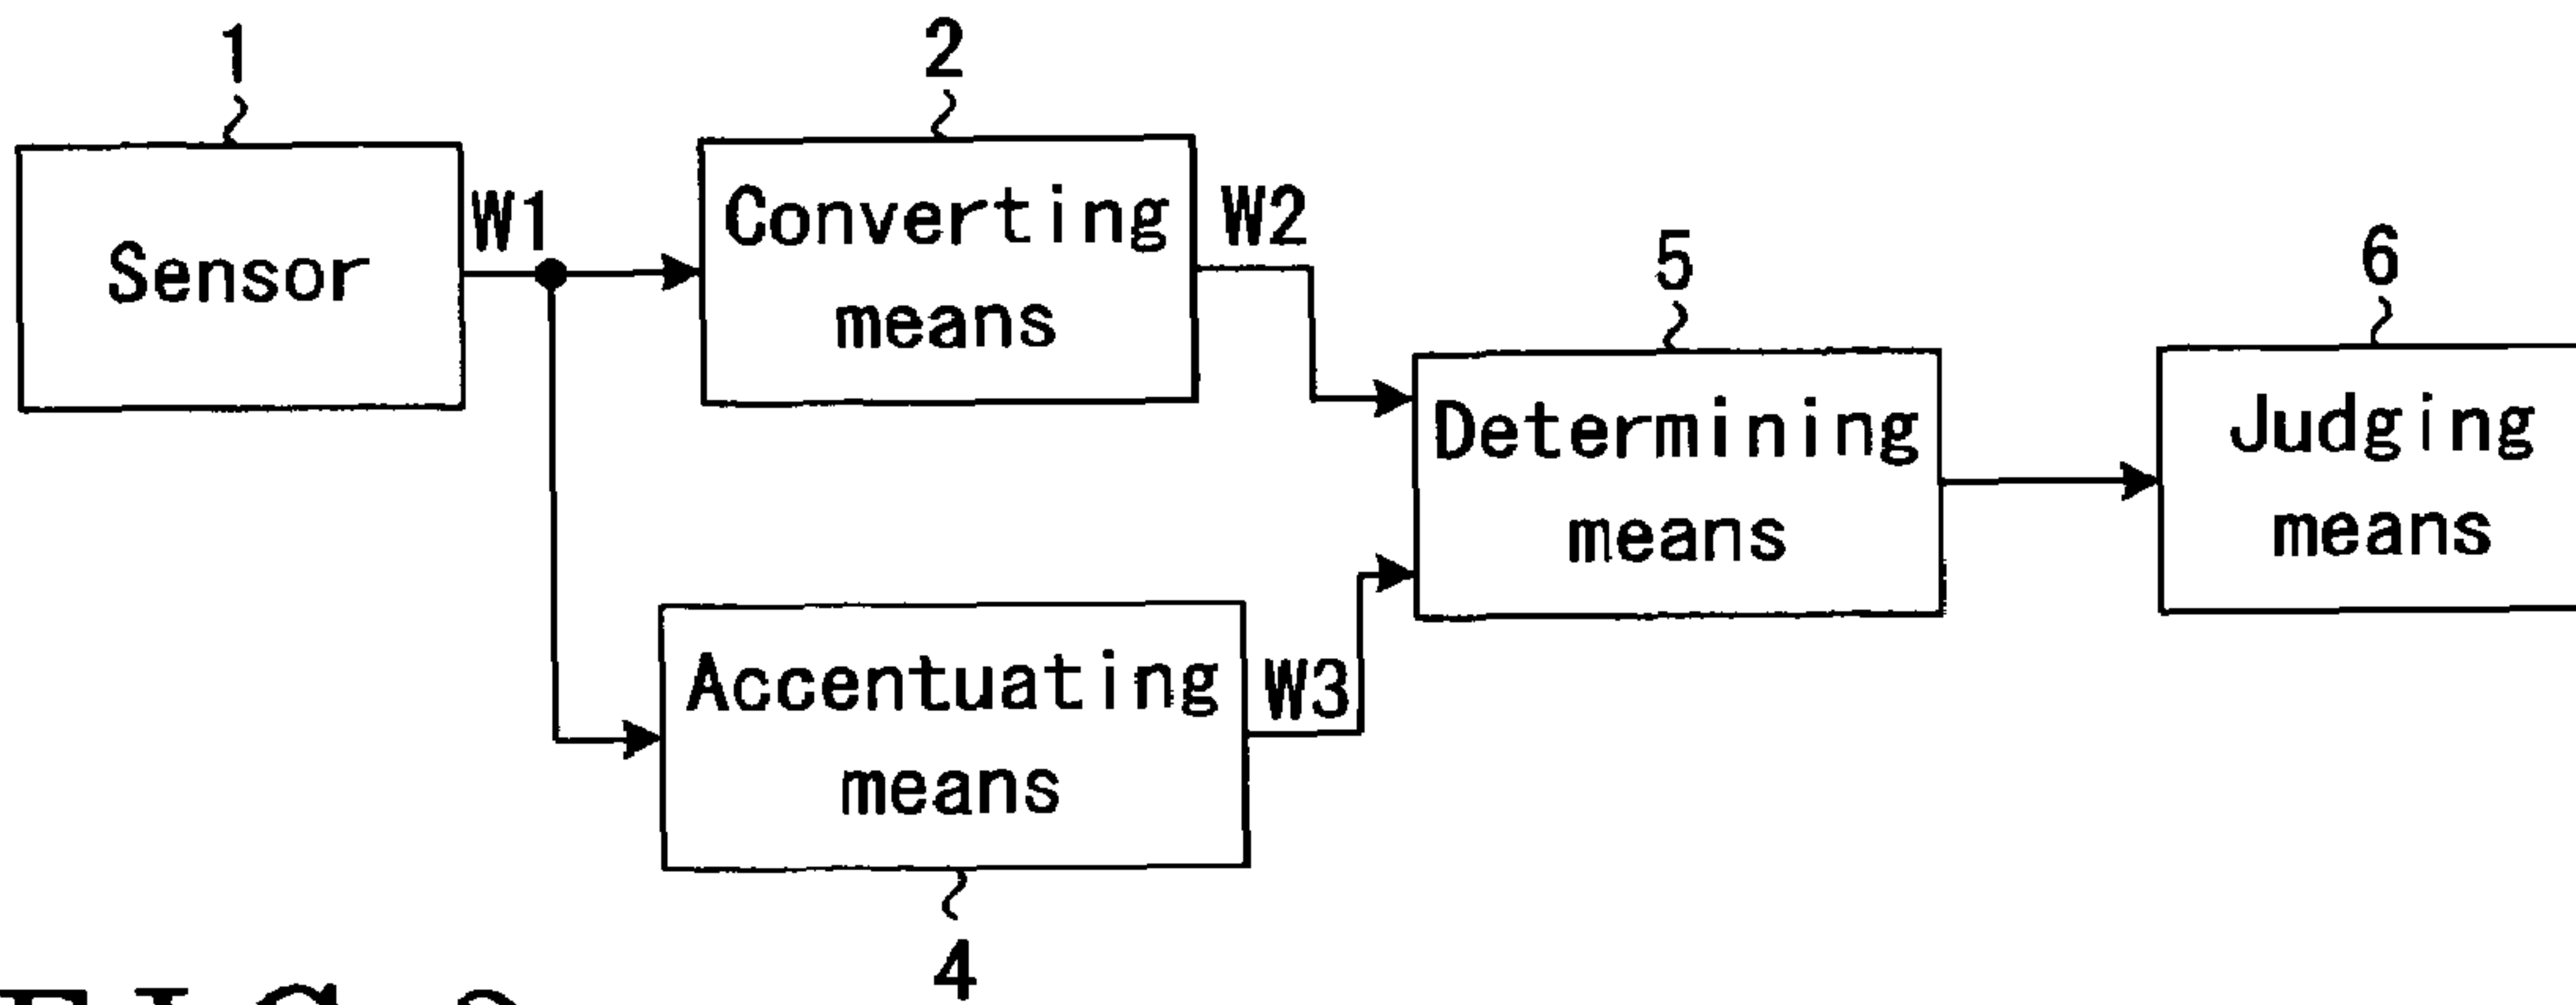 1
2
Sensor
W1
Converting
means
W2
5
6
Determining
means
Judging
means
Accentuating
means
W3
4